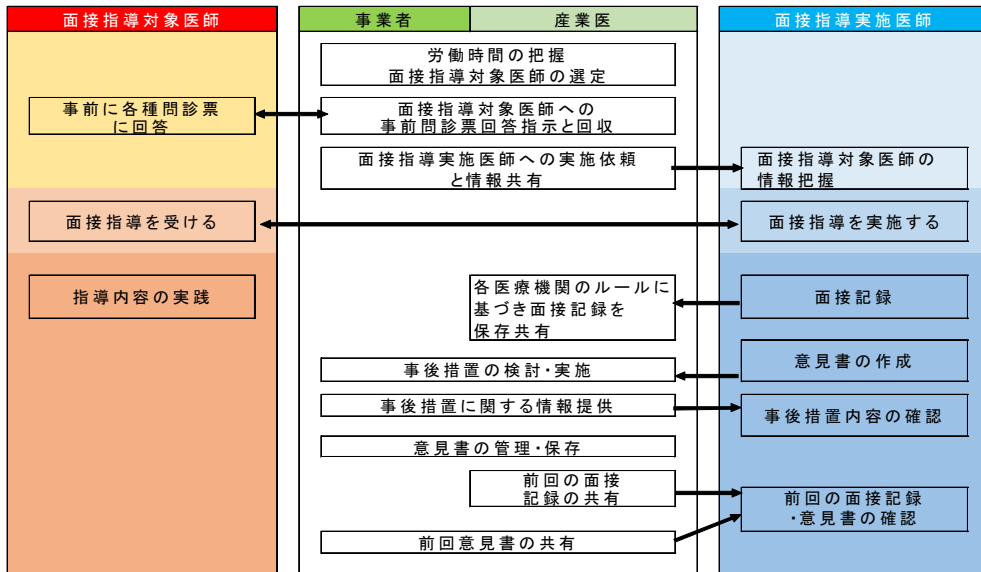 面接指導対象医師
事業者
産業医
面接指導実施医師
労働時間の把握
面接指導対象医師の選定
事前に各種問診票
に回答
面接指導対象医師への
事前問診票回答指示と回収
面接指導実施医師への実施依頼
と情報共有
面接指導対象医師の
情報把握
面接指導を受ける
面接指導を実施する
指導内容の実践
各医療機関のルールに
基づき面接記録を
保存共有
面接記録
事後措置の検討・実施
意見書の作成
事後措置に関する情報提供
事後措置内容の確認
意見書の管理・保存
前回の面接
記録の共有
前回の面接記録
・意見書の確認
前回意見書の共有